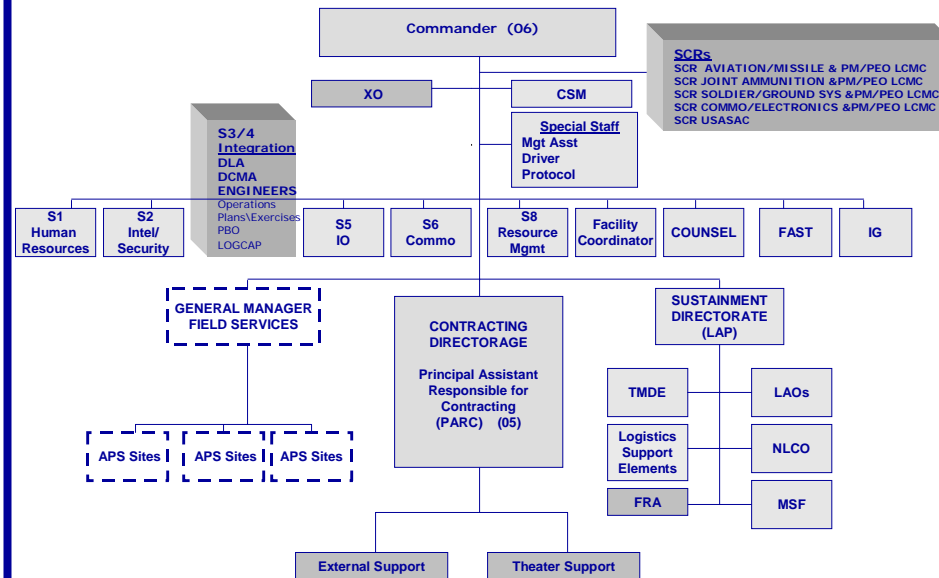 Commander (06)
SCRs
SCR AVIATION/MISSILE & PM/PEO LCMC
SCR JOINT AMMUNITION &PM/PEO LCMC
SCR SOLDIER/GROUND SYS &PM/PEO LCMC
SCR COMMO/ELECTRONICS &PM/PEO LCMC
SCR USASAC
XO
CSM
Special Staff
Mgt Asst
Driver
Protocol
S3/4
Integration
DLA
DCMA
ENGINEERS
Operations
Plans\Exercises
PBO
LOGCAP
S1
Human
Resources
S2
Intel/
Security
S5
IO
S6
Commo
S8
Resource
Mgmt
Facility
Coordinator
COUNSEL
FAST
IG
GENERAL MANAGER
FIELD SERVICES
APS Sites
APS Sites
APS Sites
CONTRACTING
DIRECTORAGE
Principal Assistant
Responsible for
Contracting
(PARC) (05)
SUSTAINMENT
DIRECTORATE
(LAP)
TMDE
LAOs
Logistics
Support
Elements
NLCO
FRA
MSF
External Support
Theater Support